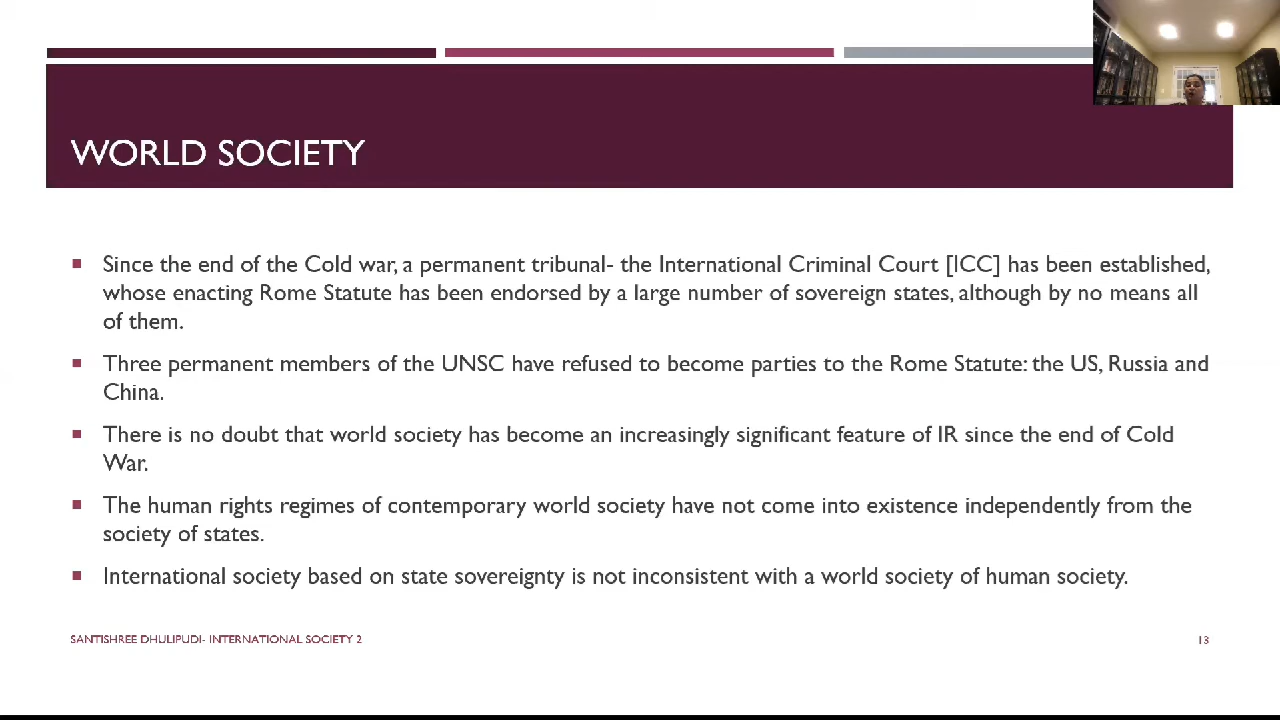 WORLD SOCIETY
Since the end of the Cold war, a permanent tribunal- the International Criminal Court [ICC] has been established,
whose enacting Rome Statute has been endorsed by a large number of sovereign states, although by no means all
of them.
Three permanent members of the UNSC have refused to become parties to the Rome Statute: the US, Russia and
China.
There is no doubt that world society has become an increasingly significant feature of IR since the end of Cold
War.
The human rights regimes of contemporary world society have not come into existence independently from the
society of states.
International society based on state sovereignty is not inconsistent with a world society of human society.
SANTISHREE DHULIPUDI- INTERNATIONAL SOCIETY 2
13